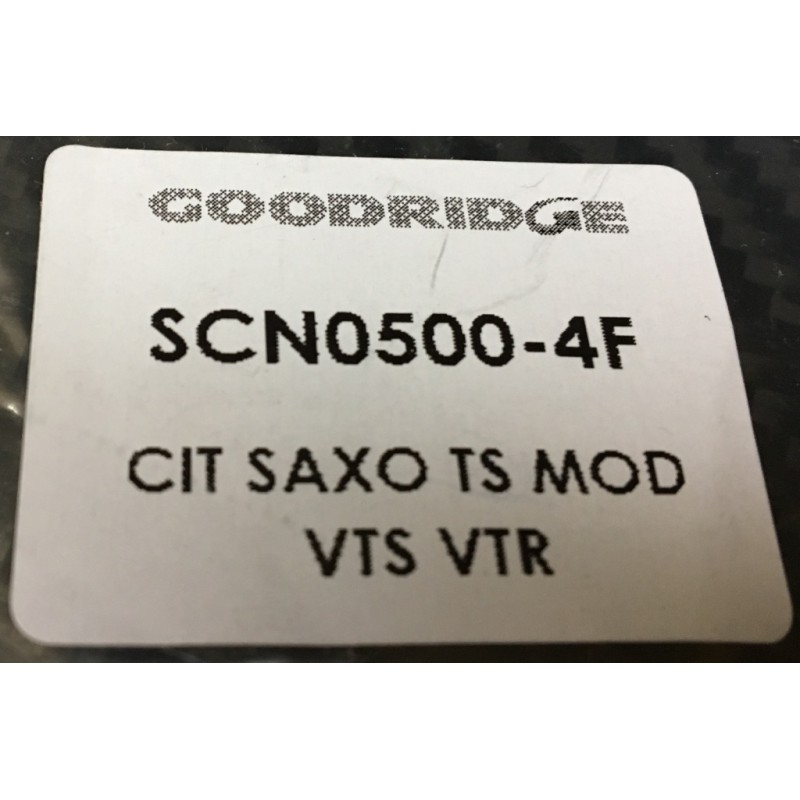 GOODRIDGE
SCN0500-4F
CIT SAXO TS MOD
VTS VTR